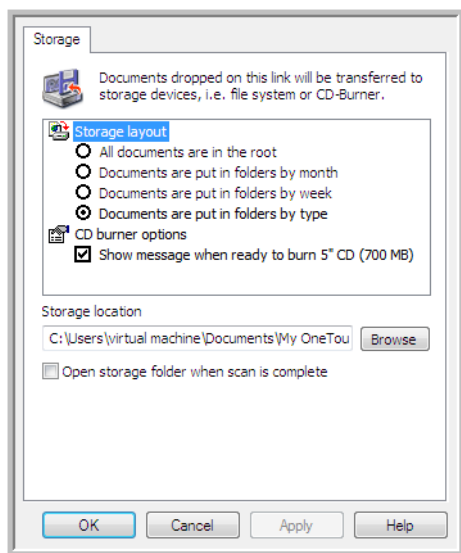 Storage
Documents dropped on this link will be transferred to
storage devices, i.e. file system or CD-Burner.
Storage layout
All documents are in the root
Documents are put in folders by month
Documents are put in folders by week
Documents are put in folders by type
CD burner options
Show message when ready to burn 5" CD (700 MB)
Storage location
C:\Users\virtual machine\Documents\My OneTou
Browse
Open storage folder when scan is complete
OK
Cancel
Apply
Help